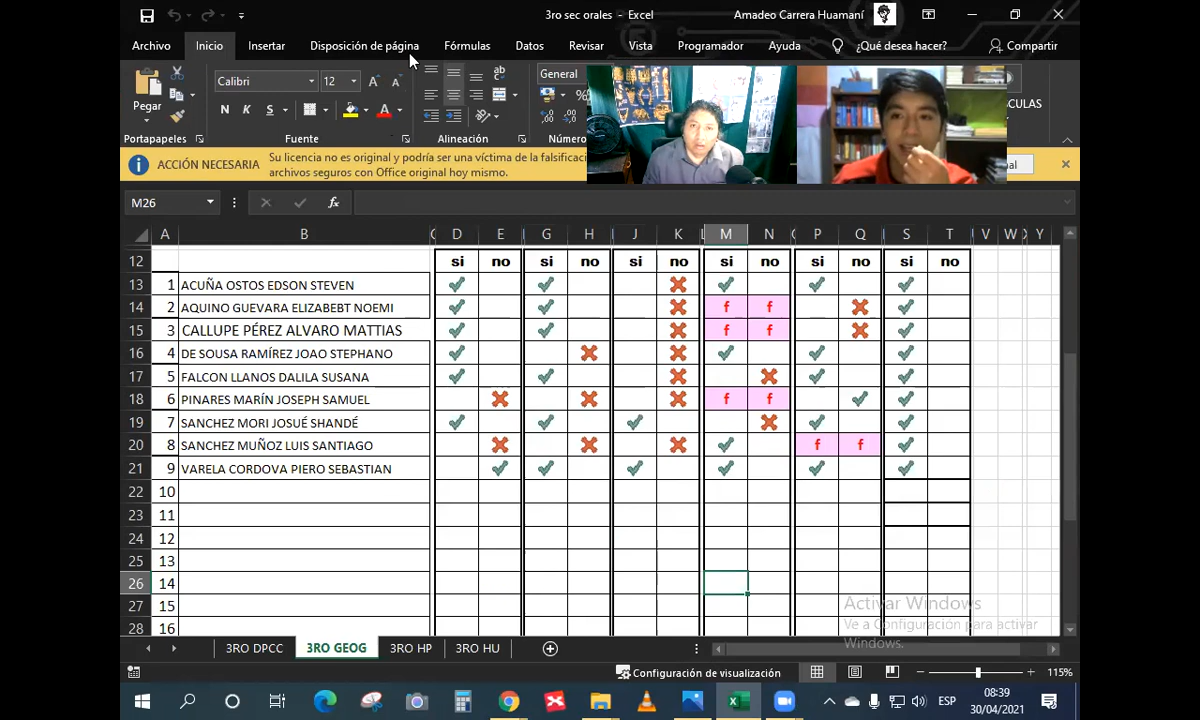 3ro sec orales - Excel
Amadeo Carrera Huamaní
Archivo Inicio Insertar Disposición de página Fórmulas Datos Revisar Vista Programador Ayuda ¿Qué desea hacer? Compartir
Pegar
Calibri 12
ab
General
N K S A A A
%
Portapapeles Fuente Alineación Número
ACCIÓN NECESARIA Su licencia no es original y podría ser una víctima de la falsificaci
archivos seguros con Office original hoy mismo.
M26 fx
A B C D E G H J K M N P Q S T V W X Y
12 si no si no si no si no si no si no
13 1 ACUÑA OSTOS EDSON STEVEN
14 2 AQUINO GUEVARA ELIZABEBT NOEMI f f
15 3 CALLUPE PÉREZ ALVARO MATTIAS f f
16 4 DE SOUSA RAMÍREZ JOAO STEPHANO
17 5 FALCON LLANOS DALILA SUSANA
18 6 PINARES MARÍN JOSEPH SAMUEL f f
19 7 SANCHEZ MORI JOSUÉ SHANDÉ
20 8 SANCHEZ MUÑOZ LUIS SANTIAGO f f
21 9 VARELA CORDOVA PIERO SEBASTIAN
22 10
23 11
24 12
25 13
26 14
27 15
28 16
Activar Windows
Ve a Configuración para activar
Windows.
3RO DPCC 3RO GEOG 3RO HP 3RO HU
Configuración de visualización 115%
ESP
08:39
30/04/2021